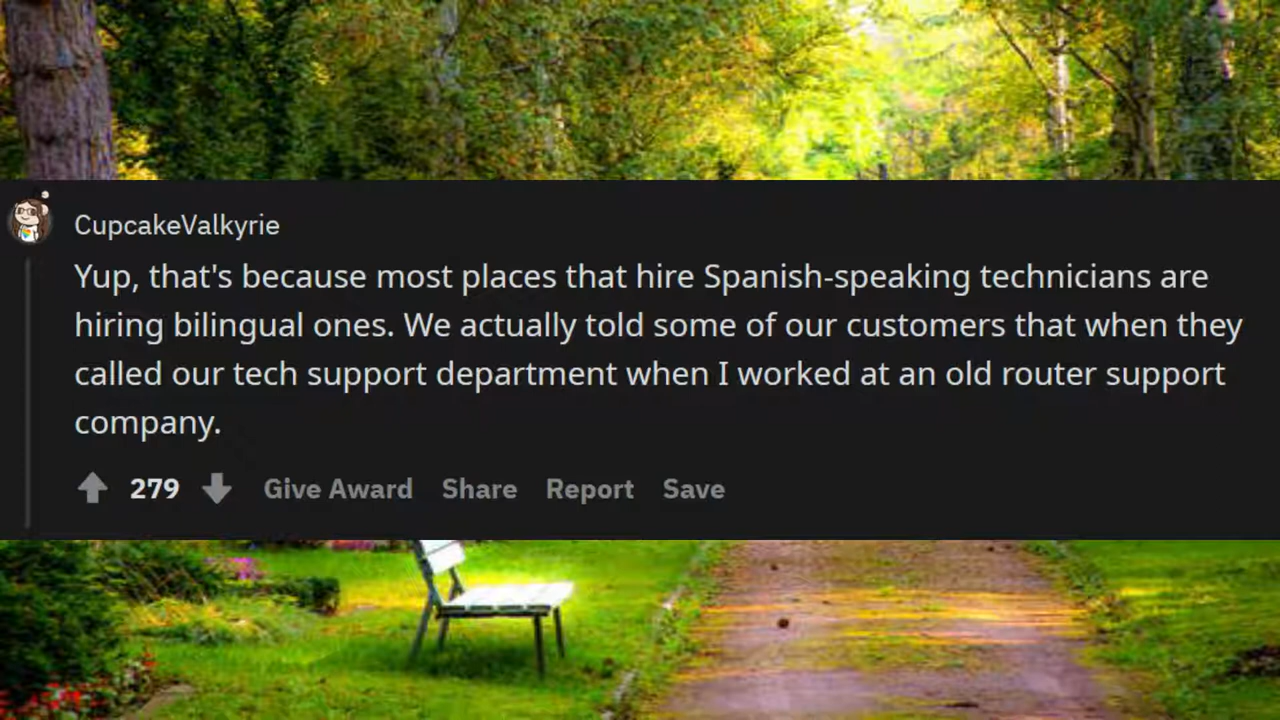 CupcakeValkyrie
Yup, that's because most places that hire Spanish-speaking technicians are
hiring bilingual ones. We actually told some of our customers that when they
called our tech support department when I worked at an old router support
company.
279 Give Award Share Report Save